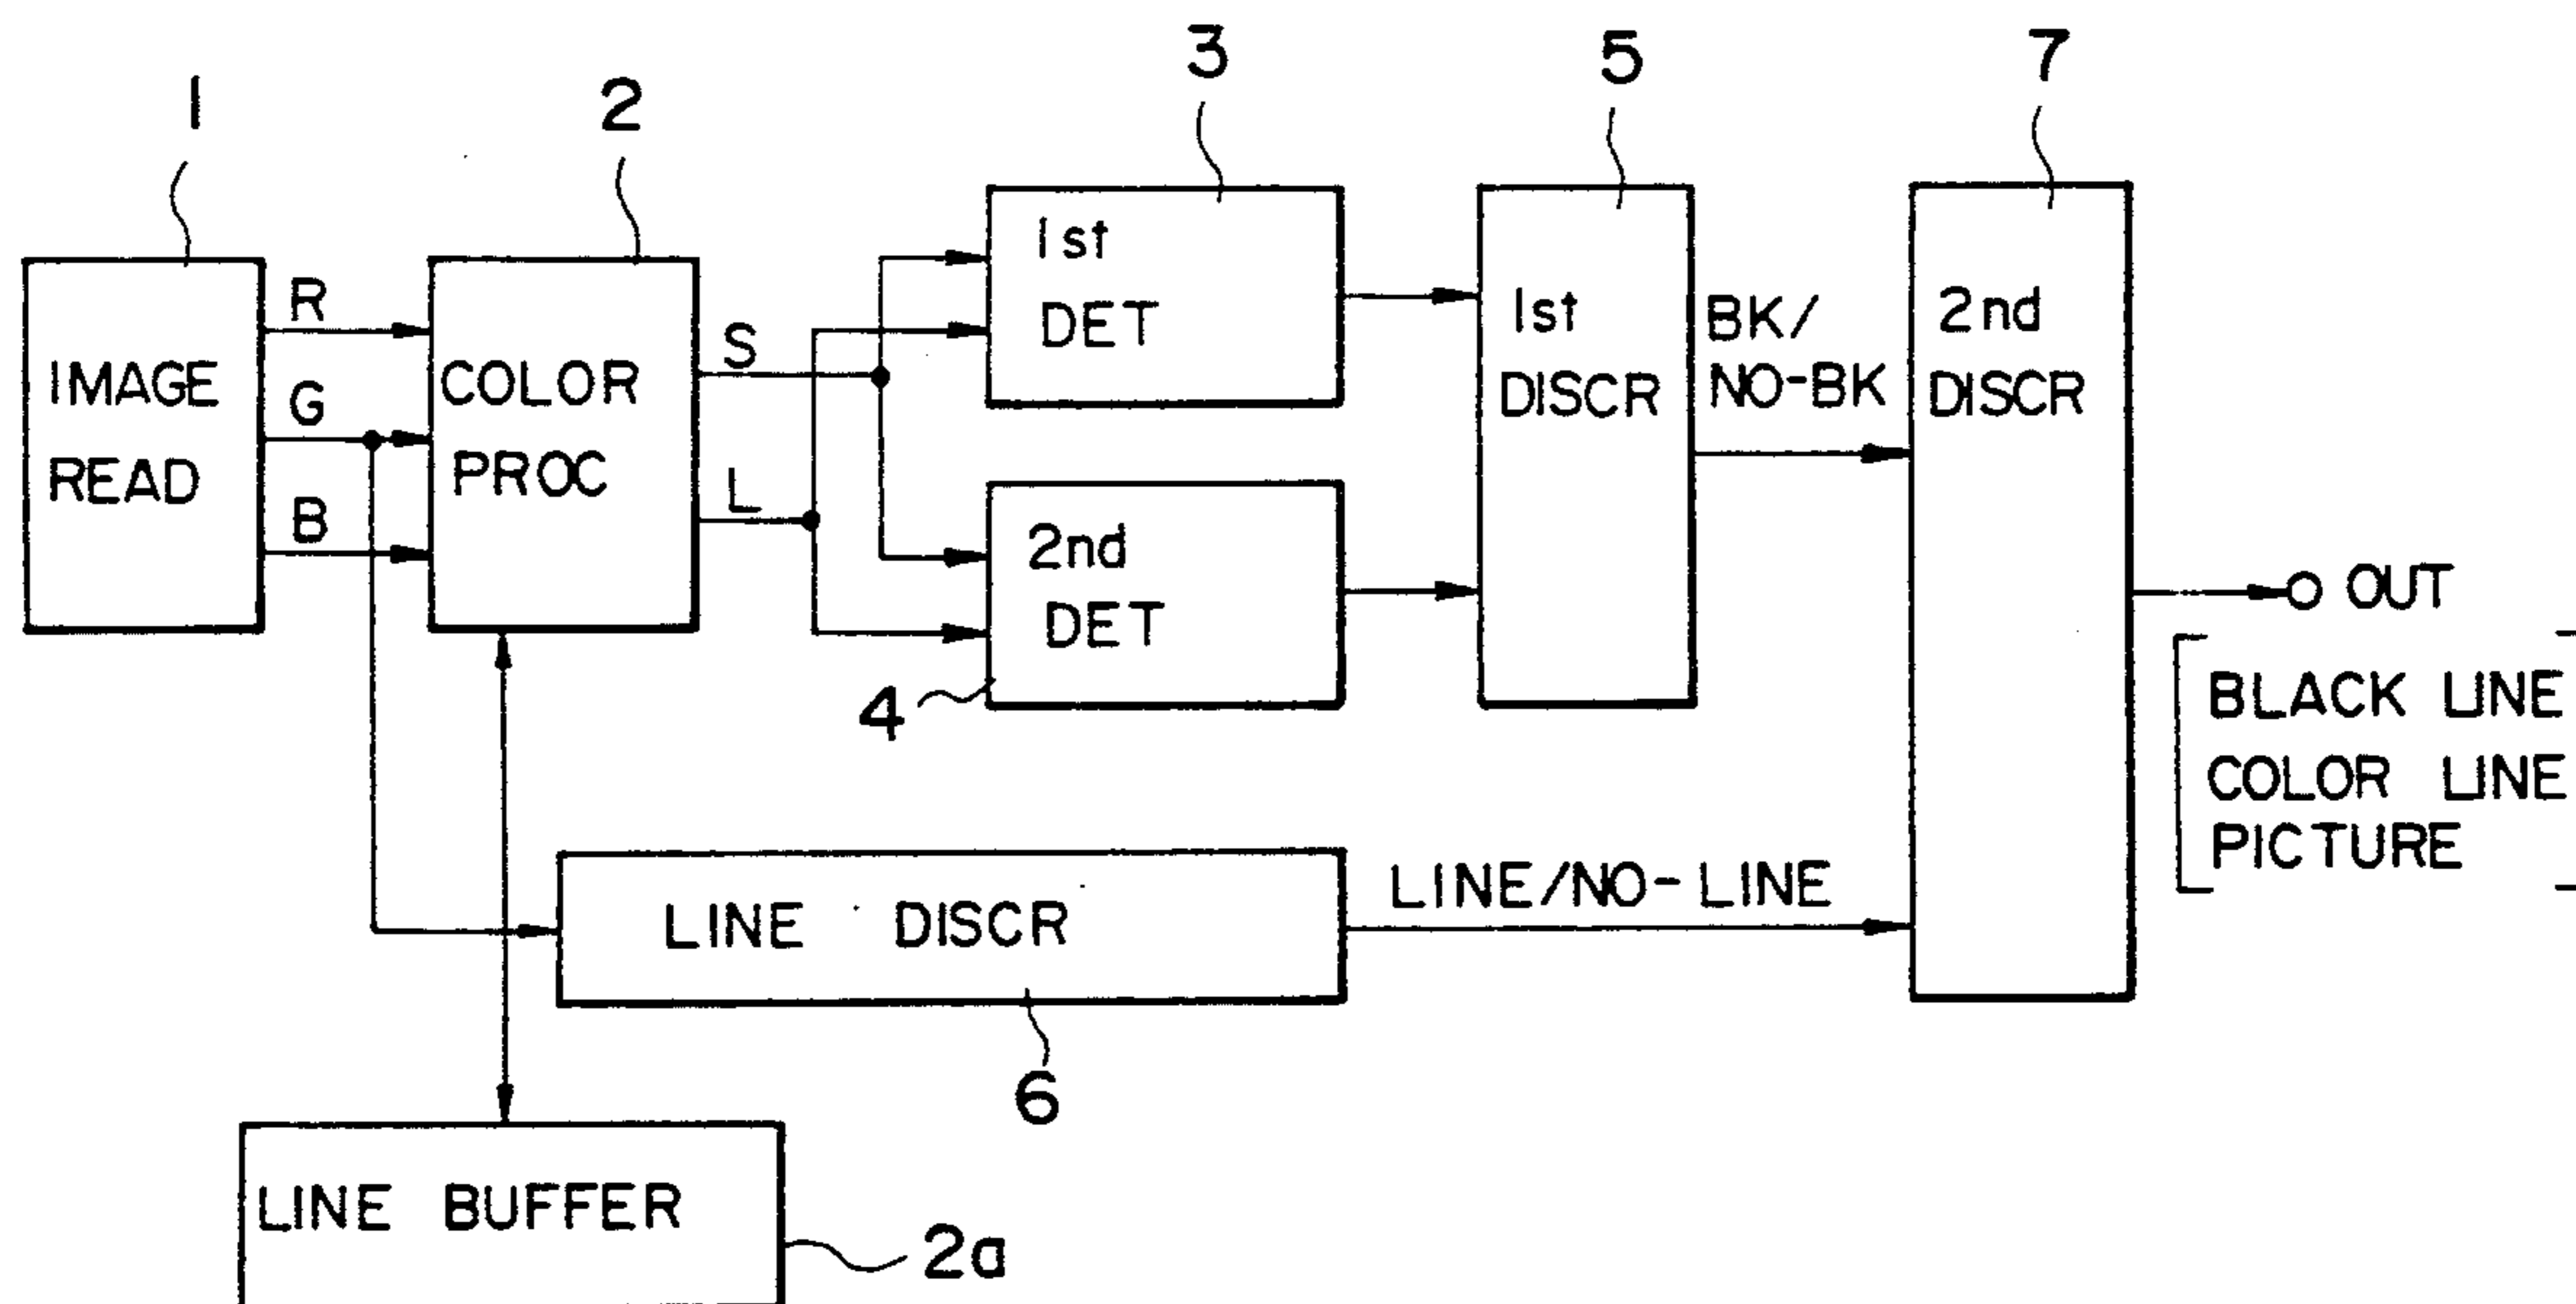 1
2
3
5
7
IMAGE
READ
R
G
B
COLOR
PROC
S
L
1st
DET
2nd
DET
4
1st
DISCR
BK/
NO-BK
2nd
DISCR
OUT
BLACK LINE
COLOR LINE
PICTURE
LINE DISCR
LINE/NO-LINE
6
LINE BUFFER
2a